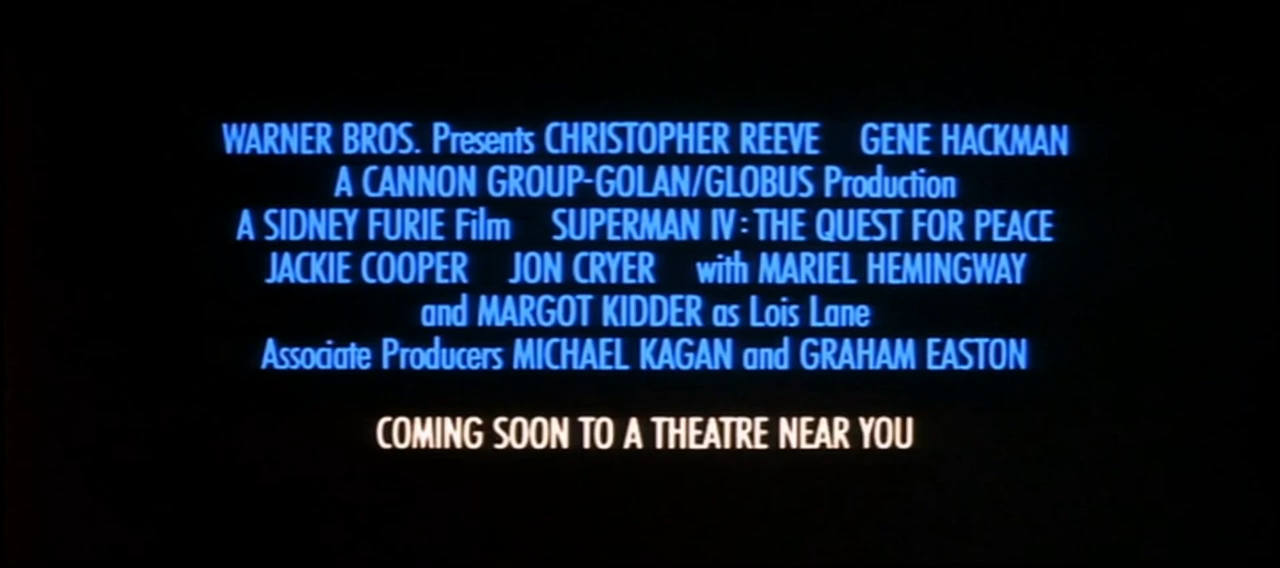 WARNER BROS. Presents CHRISTOPHER REEVE GENE HACKMAN
A CANNON GROUP-GOLAN/GLOBUS Production
A SIDNEY FURIE Film SUPERMAN IV: THE QUEST FOR PEACE
JACKIE COOPER JON CRYER with MARIEL HEMINGWAY
and MARGOT KIDDER as Lois Lane
Associate Producers MICHAEL KAGAN and GRAHAM EASTON
COMING SOON TO A THEATRE NEAR YOU